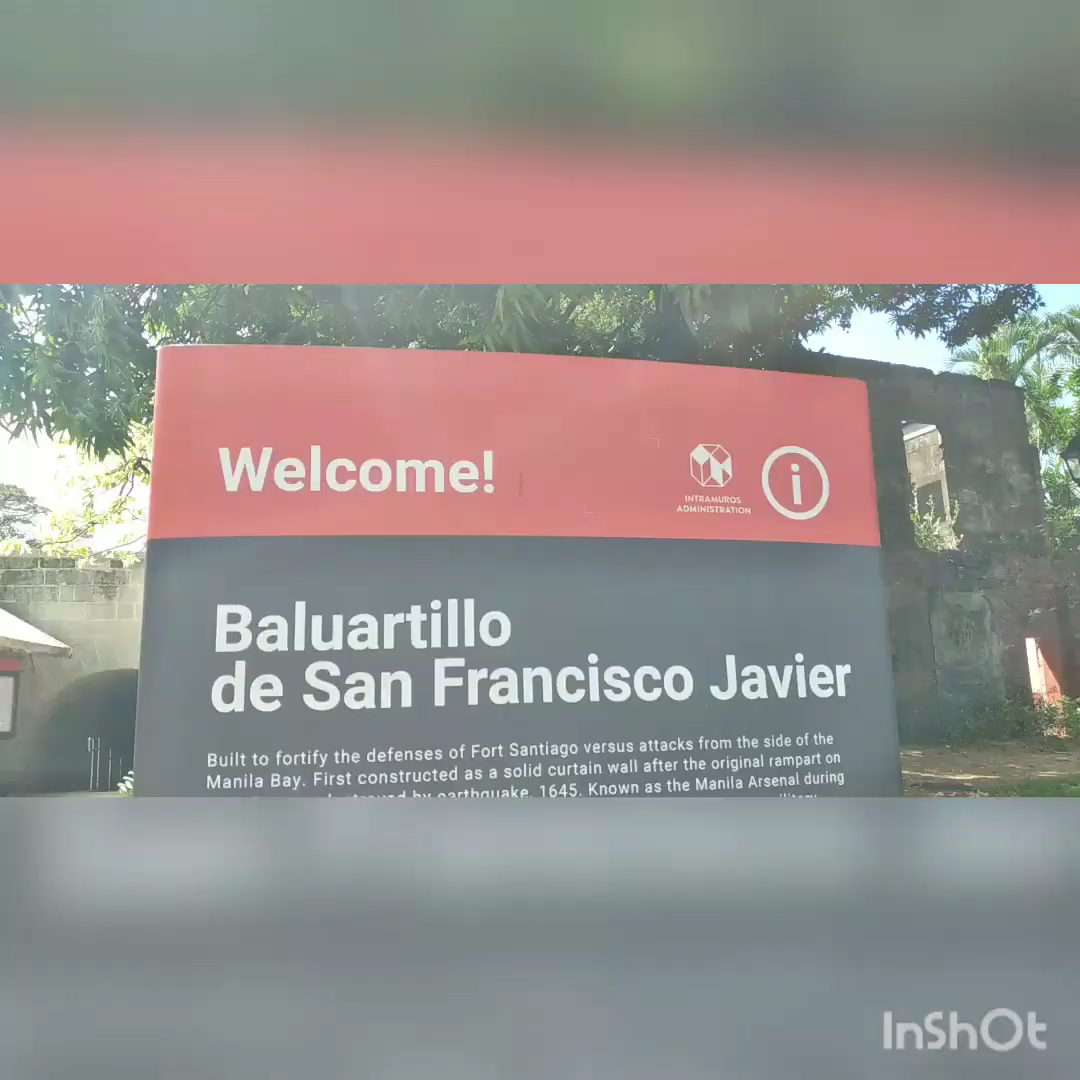 Welcome!
INTRAMUROS
ADMINISTRATION
i
Baluartillo
de San Francisco Javier
Built to fortify the defenses of Fort Santiago versus attacks from the side of the
Manila Bay. First constructed as a solid curtain wall after the original rampart on
by earthquake, 1645. Known as the Manila Arsenal during
InShOt